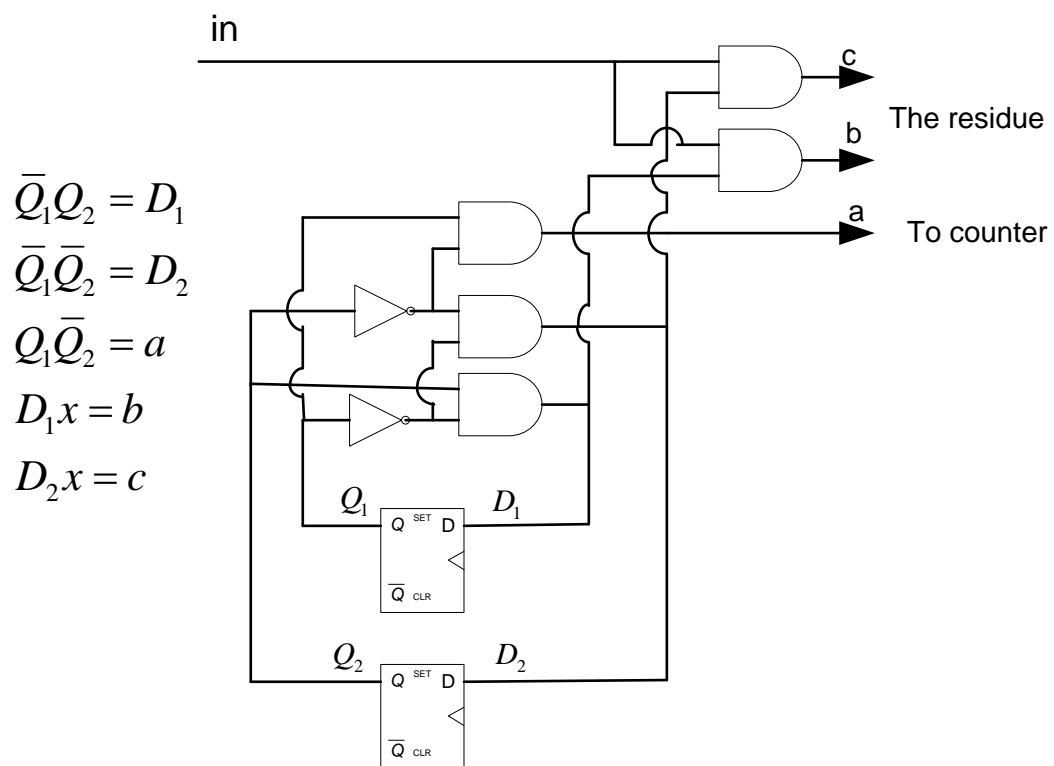 in
c
The residue
b
a
To counter
Q̅₁Q₂ = D₁
Q̅₁Q̅₂ = D₂
Q₁Q̅₂ = a
D₁x = b
D₂x = c
Q₁ D₁
Q SET D
Q̅ CLR
Q₂ D₂
Q SET D
Q̅ CLR